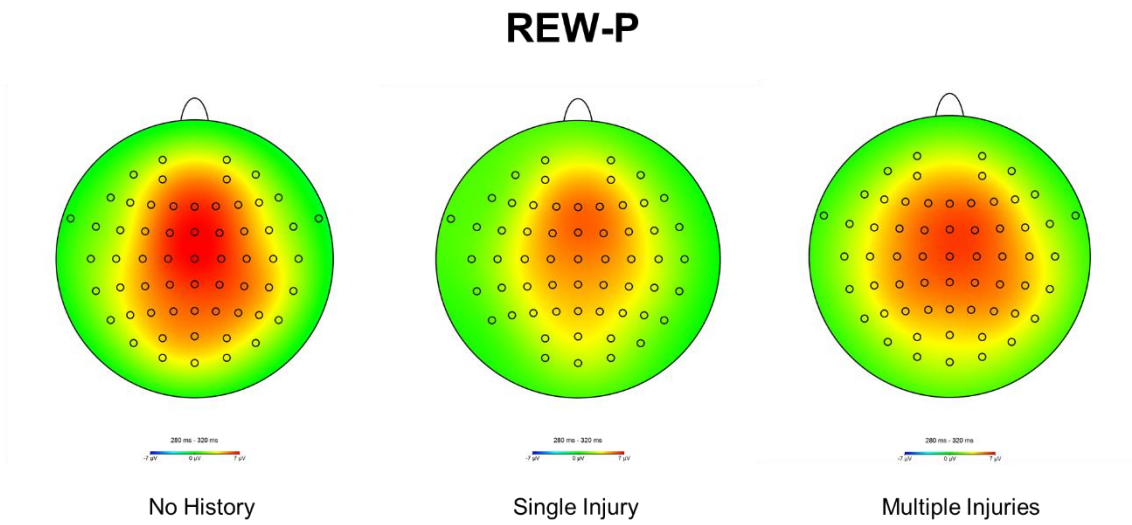 REW-P
280 ms - 320 ms
-7 µV 0 µV 7 µV
280 ms - 320 ms
-7 µV 0 µV 7 µV
280 ms - 320 ms
-7 µV 0 µV 7 µV
No History
Single Injury
Multiple Injuries